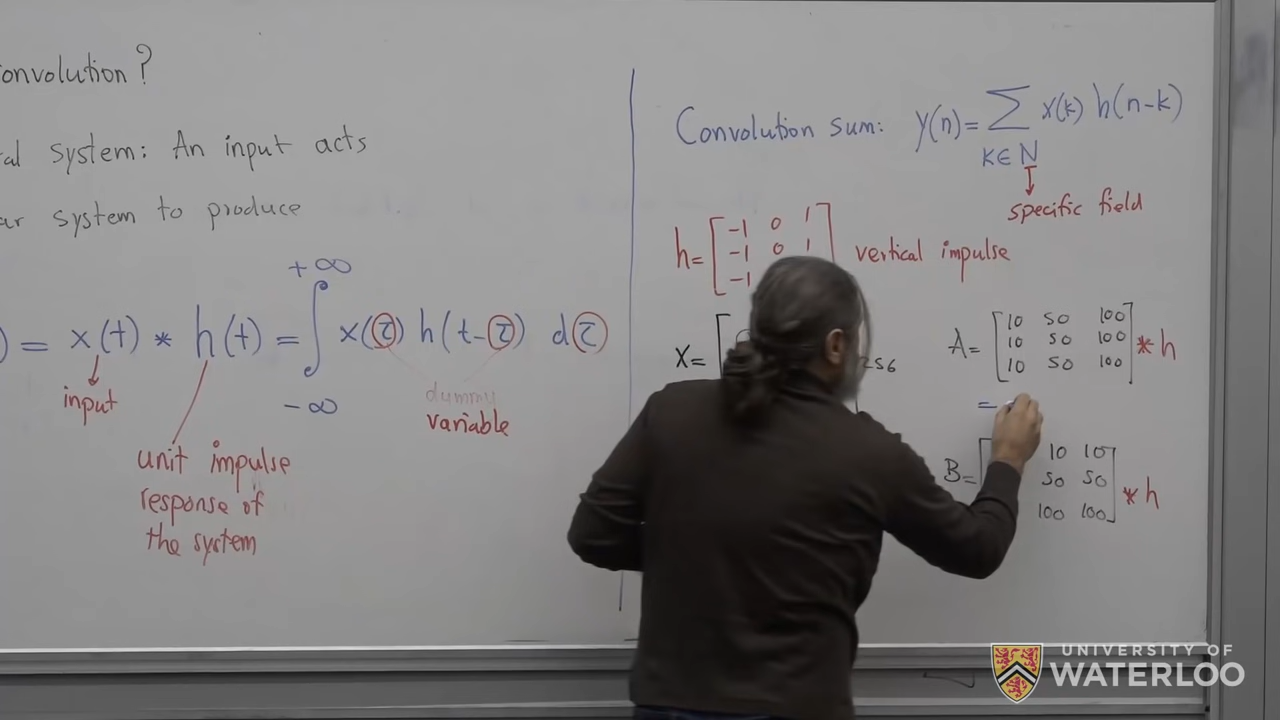 onvolution?
al system: An input acts
ar system to produce
) = x(t) * h(t) = ∫ x(τ) h(t-τ) d(τ)
+∞
-∞
input
unit impulse
response of
the system
dummy
variable
Convolution sum: y(n)= Σ x(k) h(n-k)
K∈N
specific field
h= [ -1 0 1
-1 0 1
-1
vertical impulse
X= [
256
A= [ 10 50 100
10 50 100
10 50 100 ] * h
=
B= [ 10 10
50 50
100 100 ] * h
UNIVERSITY OF
WATERLOO